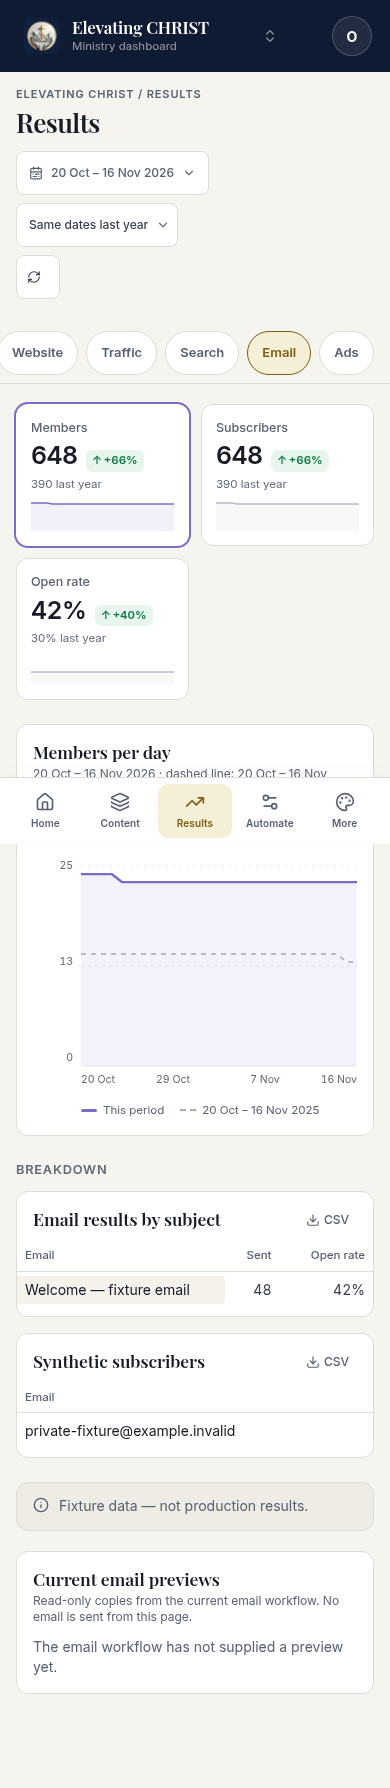 Elevating CHRIST
Ministry dashboard
O
ELEVATING CHRIST / RESULTS
Results
20 Oct – 16 Nov 2026
Same dates last year
Website
Traffic
Search
Email
Ads
Members
648 ↑ +66%
390 last year
Subscribers
648 ↑ +66%
390 last year
Open rate
42% ↑ +40%
30% last year
Members per day
20 Oct – 16 Nov 2026 · dashed line: 20 Oct – 16 Nov
Home
Content
Results
Automate
More
25
13
0
20 Oct
29 Oct
7 Nov
16 Nov
This period
20 Oct – 16 Nov 2025
BREAKDOWN
Email results by subject
CSV
Email
Sent
Open rate
Welcome — fixture email
48
42%
Synthetic subscribers
CSV
Email
private-fixture@example.invalid
Fixture data — not production results.
Current email previews
Read-only copies from the current email workflow. No
email is sent from this page.
The email workflow has not supplied a preview
yet.